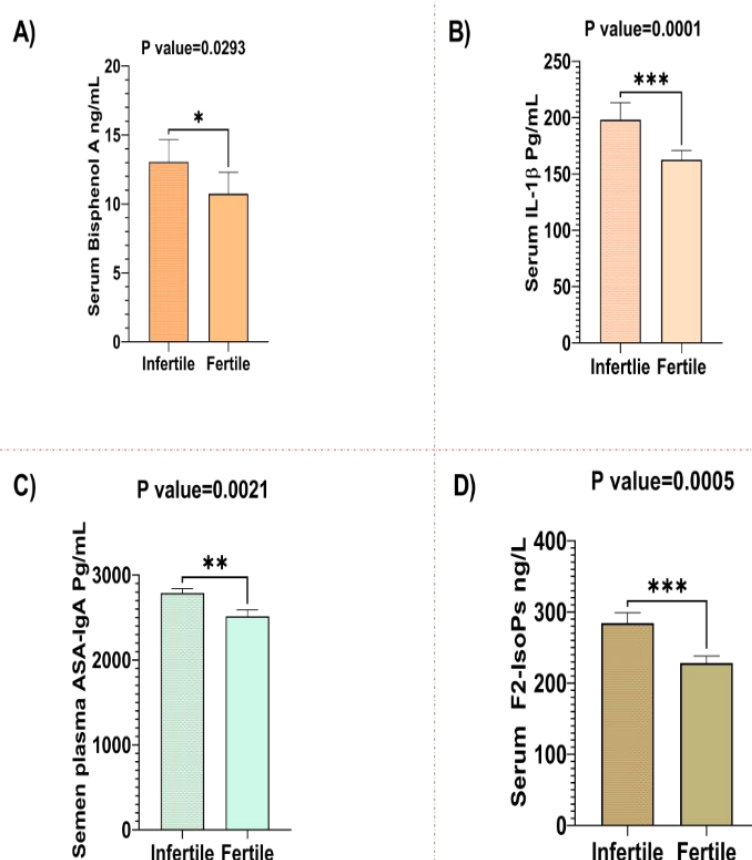 A)
P value=0.0293
Serum Bisphenol A ng/mL
20
15
10
5
0
*
Infertile Fertile
B)
P value=0.0001
Serum IL-1β Pg/mL
250
200
150
100
50
0
***
Infertlie Fertile
C)
P value=0.0021
Semen plasma ASA-IgA Pg/mL
3000
2000
1000
0
**
Infertile Fertile
D)
P value=0.0005
Serum F2-IsoPs ng/L
400
300
200
100
0
***
Infertile Fertile